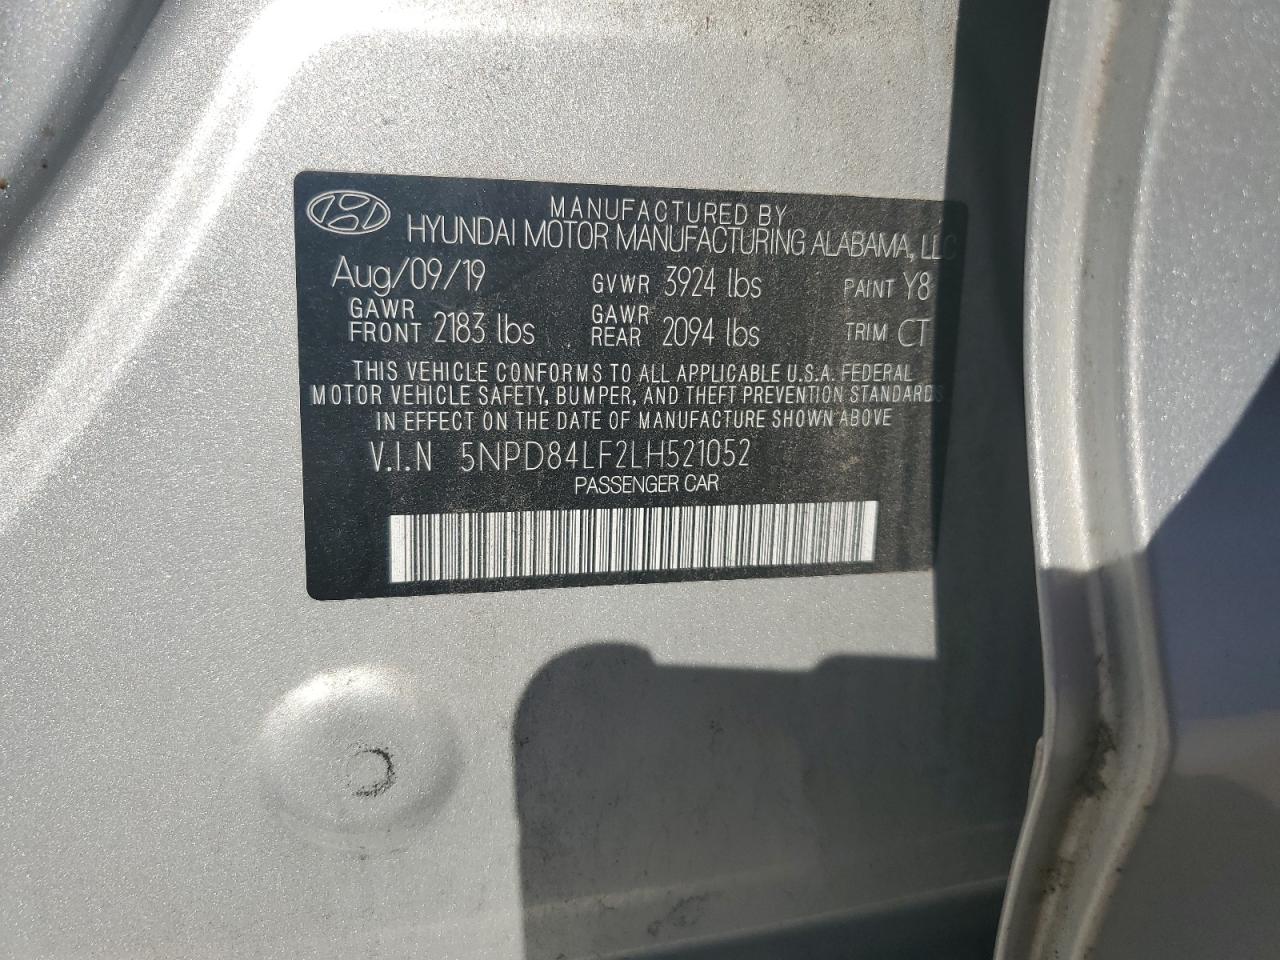 MANUFACTURED BY
HYUNDAI MOTOR MANUFACTURING ALABAMA, LLC
Aug/09/19 GVWR 3924 lbs PAINT Y8
GAWR FRONT 2183 lbs GAWR REAR 2094 lbs TRIM CT
THIS VEHICLE CONFORMS TO ALL APPLICABLE U.S.A. FEDERAL
MOTOR VEHICLE SAFETY, BUMPER, AND THEFT PREVENTION STANDARDS
IN EFFECT ON THE DATE OF MANUFACTURE SHOWN ABOVE
V.I.N 5NPD84LF2LH521052
PASSENGER CAR